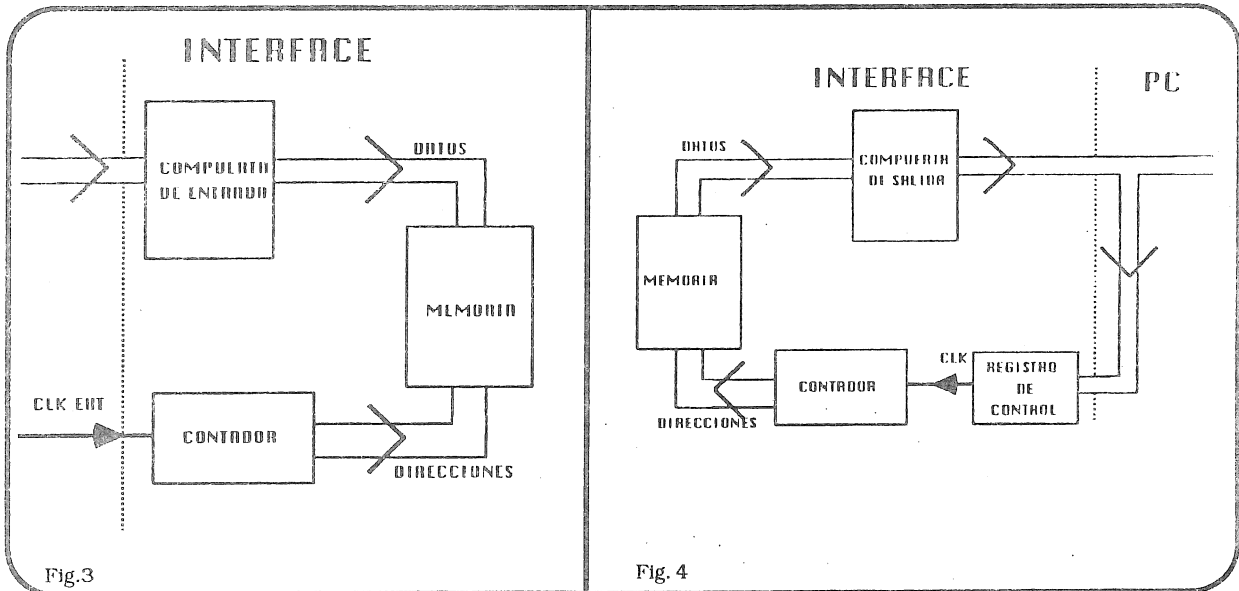 INTERFACE
COMPUERTA
DE ENTRADA
DATOS
MEMORIA
CLK EXT
CONTADOR
DIRECCIONES
Fig.3
INTERFACE
PC
DATOS
COMPUERTA
DE SALIDA
MEMORIA
CONTADOR
CLK
REGISTRO
DE
CONTROL
DIRECCIONES
Fig. 4